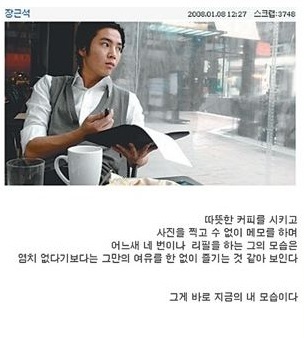 장근석 2008.01.08 12:27 스크랩:3748
따뜻한 커피를 시키고
사진을 찍고 수 없이 메모를 하며
어느새 네 번이나 리필을 하는 그의 모습은
염치 없다기보다는 그만의 여유를 한 없이 즐기는 것 같아 보인다
그게 바로 지금의 내 모습이다